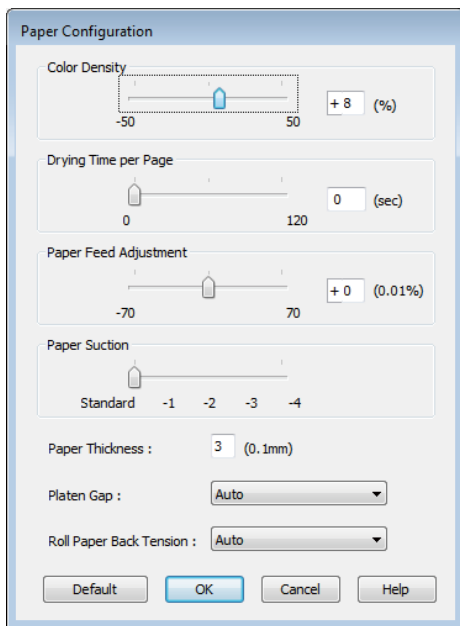 Paper Configuration
Color Density
+ 8 (%)
-50 50
Drying Time per Page
0 (sec)
0 120
Paper Feed Adjustment
+ 0 (0.01%)
-70 70
Paper Suction
Standard -1 -2 -3 -4
Paper Thickness : 3 (0.1mm)
Platen Gap : Auto
Roll Paper Back Tension : Auto
Default OK Cancel Help